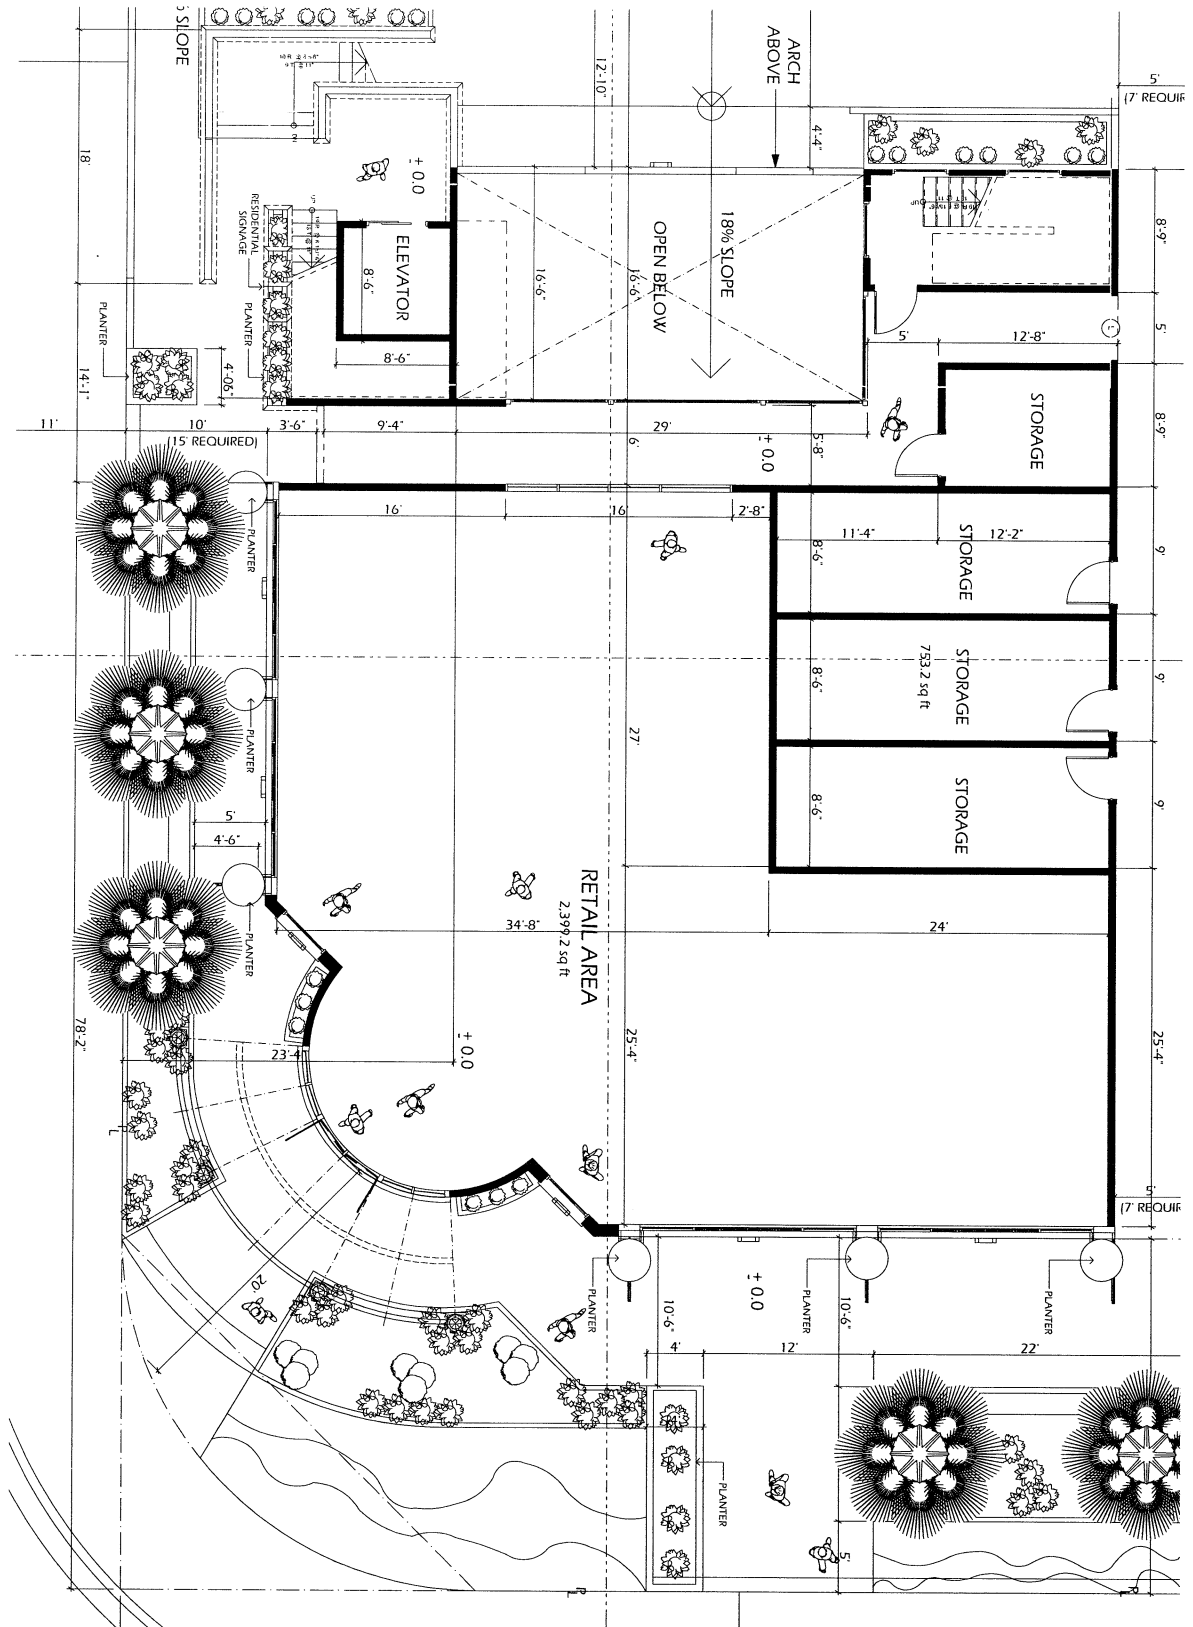 % SLOPE
ARCH
ABOVE
5'
(7' REQUIR
12'-10"
4'-4"
18'
± 0.0
RESIDENTIAL
SIGNAGE
ELEVATOR
8'-6"
8'-6"
16'-6"
16'-6"
OPEN BELOW
18% SLOPE
UP
8'-9"
5'
5'
12'-8"
PLANTER
PLANTER
4'-06"
14'-1"
STORAGE
8'-9"
11'
10'
(15' REQUIRED)
3'-6"
9'-4"
29'
6'
± 0.0
5'-8"
16'
16'
2'-8"
11'-4"
12'-2"
8'-6"
STORAGE
9'
PLANTER
STORAGE
753.2 sq ft
8'-6"
9'
PLANTER
27'
STORAGE
8'-6"
9'
5'
4'-6"
PLANTER
RETAIL AREA
2,399.2 sq ft
34'-8"
24'
78'-2"
23'-4
± 0.0
25'-4"
25'-4"
(7' REQUIR
20'
PLANTER
± 0.0
PLANTER
PLANTER
10'-6"
10'-6"
4'
12'
22'
PLANTER
5'